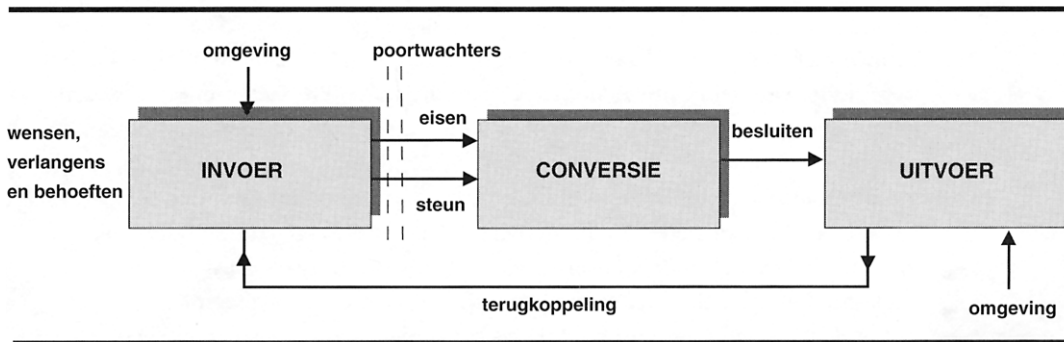 omgeving
poortwachters
wensen,
verlangens
en behoeften
INVOER
eisen
steun
CONVERSIE
besluiten
UITVOER
terugkoppeling
omgeving